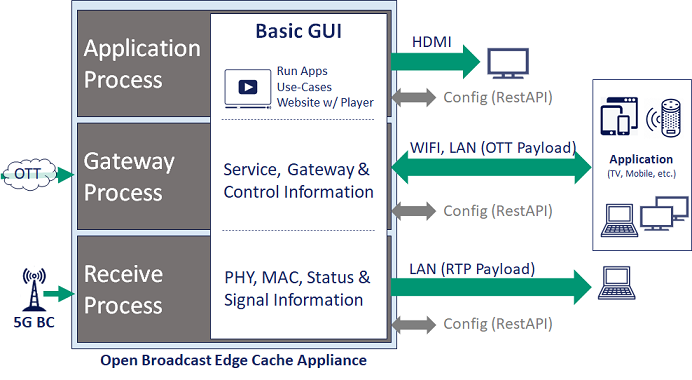 Application
Process
Basic GUI
Run Apps
Use-Cases
Website w/ Player
HDMI
Config (RestAPI)
OTT
Gateway
Process
Service, Gateway &
Control Information
WIFI, LAN (OTT Payload)
Config (RestAPI)
Application
(TV, Mobile, etc.)
5G BC
Receive
Process
PHY, MAC, Status &
Signal Information
LAN (RTP Payload)
Config (RestAPI)
Open Broadcast Edge Cache Appliance